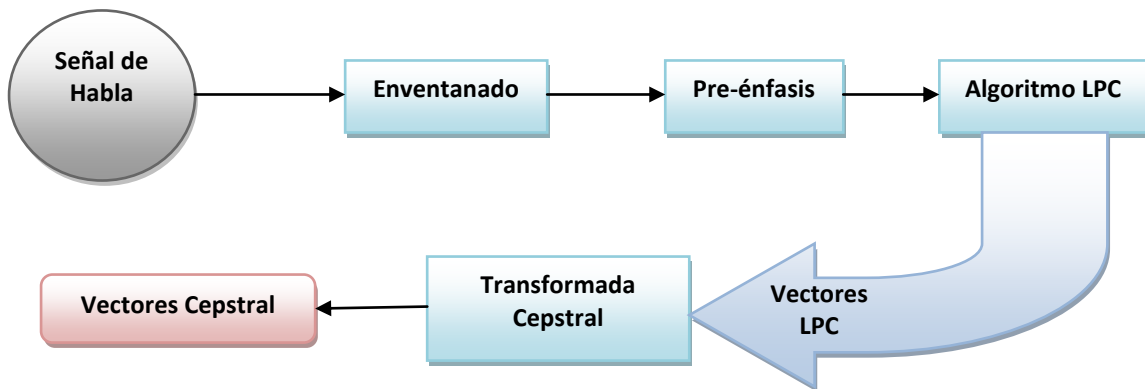 Señal de
Habla
Enventanado
Pre-énfasis
Algoritmo LPC
Vectores
LPC
Transformada
Cepstral
Vectores Cepstral